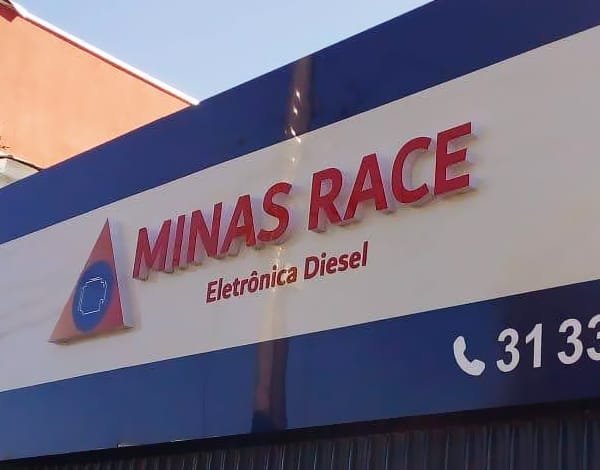 MINAS RACE
Eletrônica Diesel
31 33